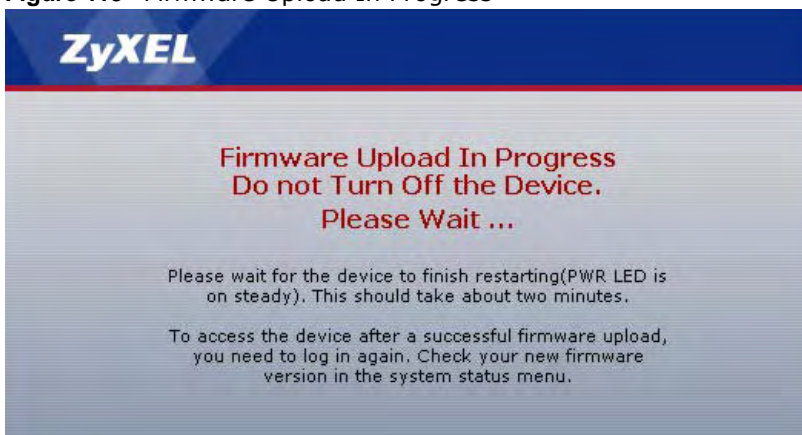 ZyXEL
Firmware Upload In Progress
Do not Turn Off the Device.
Please Wait ...
Please wait for the device to finish restarting(PWR LED is
on steady). This should take about two minutes.
To access the device after a successful firmware upload,
you need to log in again. Check your new firmware
version in the system status menu.